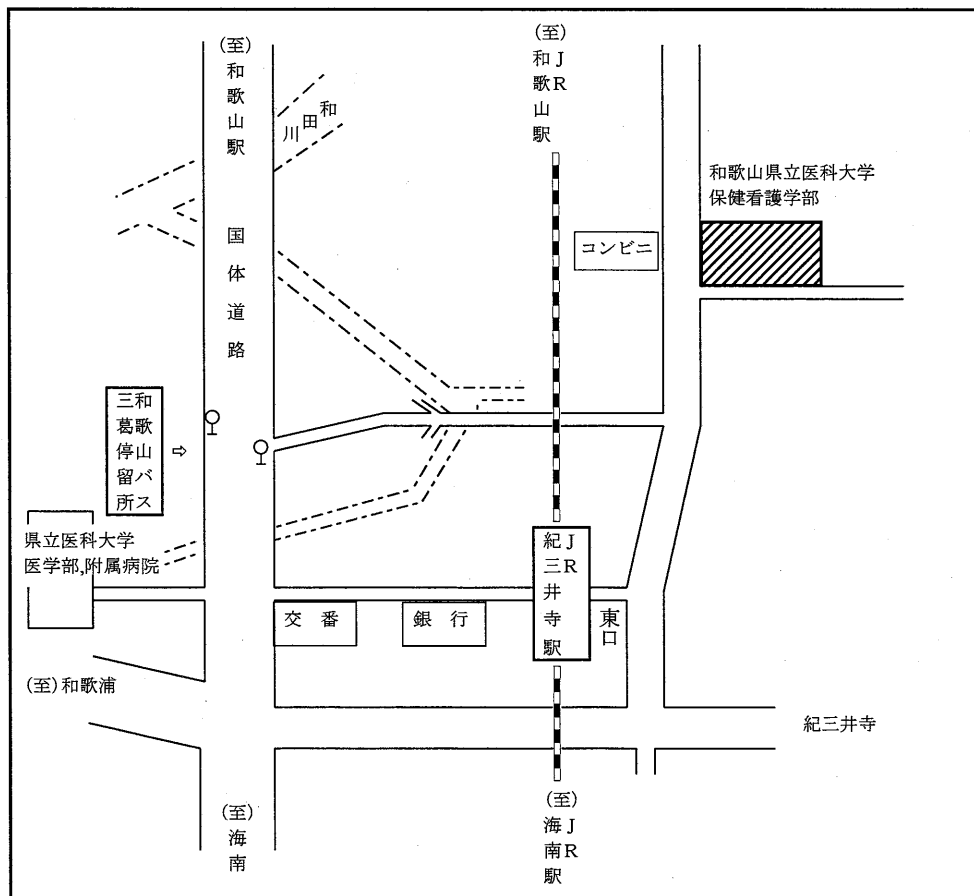 (至)和歌山駅
(至)JR和歌山駅
和田川
和歌山県立医科大学
保健看護学部
国体道路
コンビニ
和歌山バス
三葛停留所
⇨
県立医科大学
医学部,附属病院
JR
紀三井寺駅
東口
交番
銀行
(至)和歌浦
紀三井寺
(至)海南
(至)JR海南駅